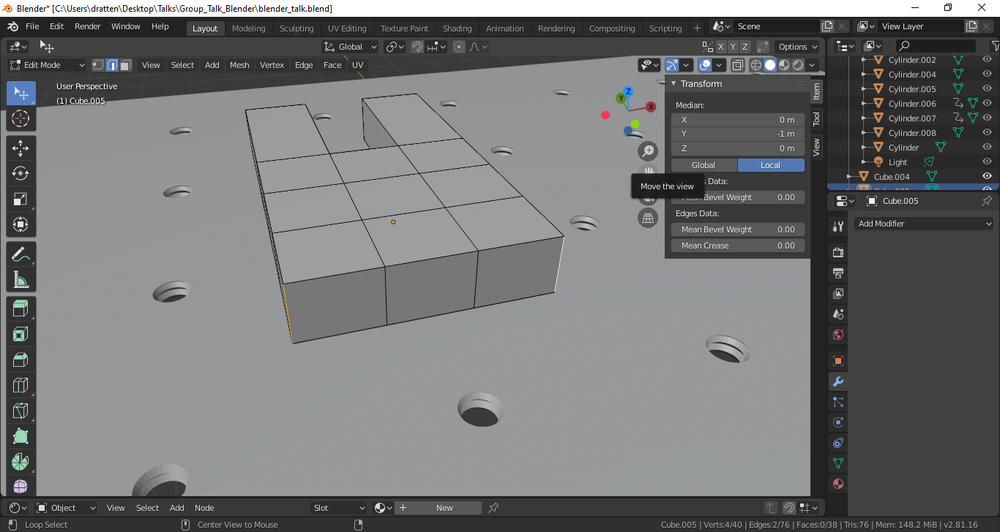 Blender* [C:\Users\dratten\Desktop\Talks\Group_Talk_Blender\blender_talk.blend]
File Edit Render Window Help Layout Modeling Sculpting UV Editing Texture Paint Shading Animation Rendering Compositing Scripting + Scene View Layer
Global X Y Z Options
Edit Mode View Select Add Mesh Vertex Edge Face UV
User Perspective
(1) Cube.005
Z
Y
X
Transform
Median:
X 0 m
Y -1 m
Z 0 m
Global Local
Data:
Move the view
Mean Bevel Weight 0.00
Edges Data:
Mean Bevel Weight 0.00
Mean Crease 0.00
Item
Tool
View
Cylinder.002
Cylinder.004
Cylinder.005
Cylinder.006
Cylinder.007
Cylinder.008
Cylinder
Light
Cube.004
Cube.005
Cube.005
Add Modifier
Object View Select Add Node Slot + New
Loop Select Center View to Mouse Cube.005 | Verts:4/40 | Edges:2/76 | Faces:0/38 | Tris:76 | Mem: 148.2 MiB | v2.81.16